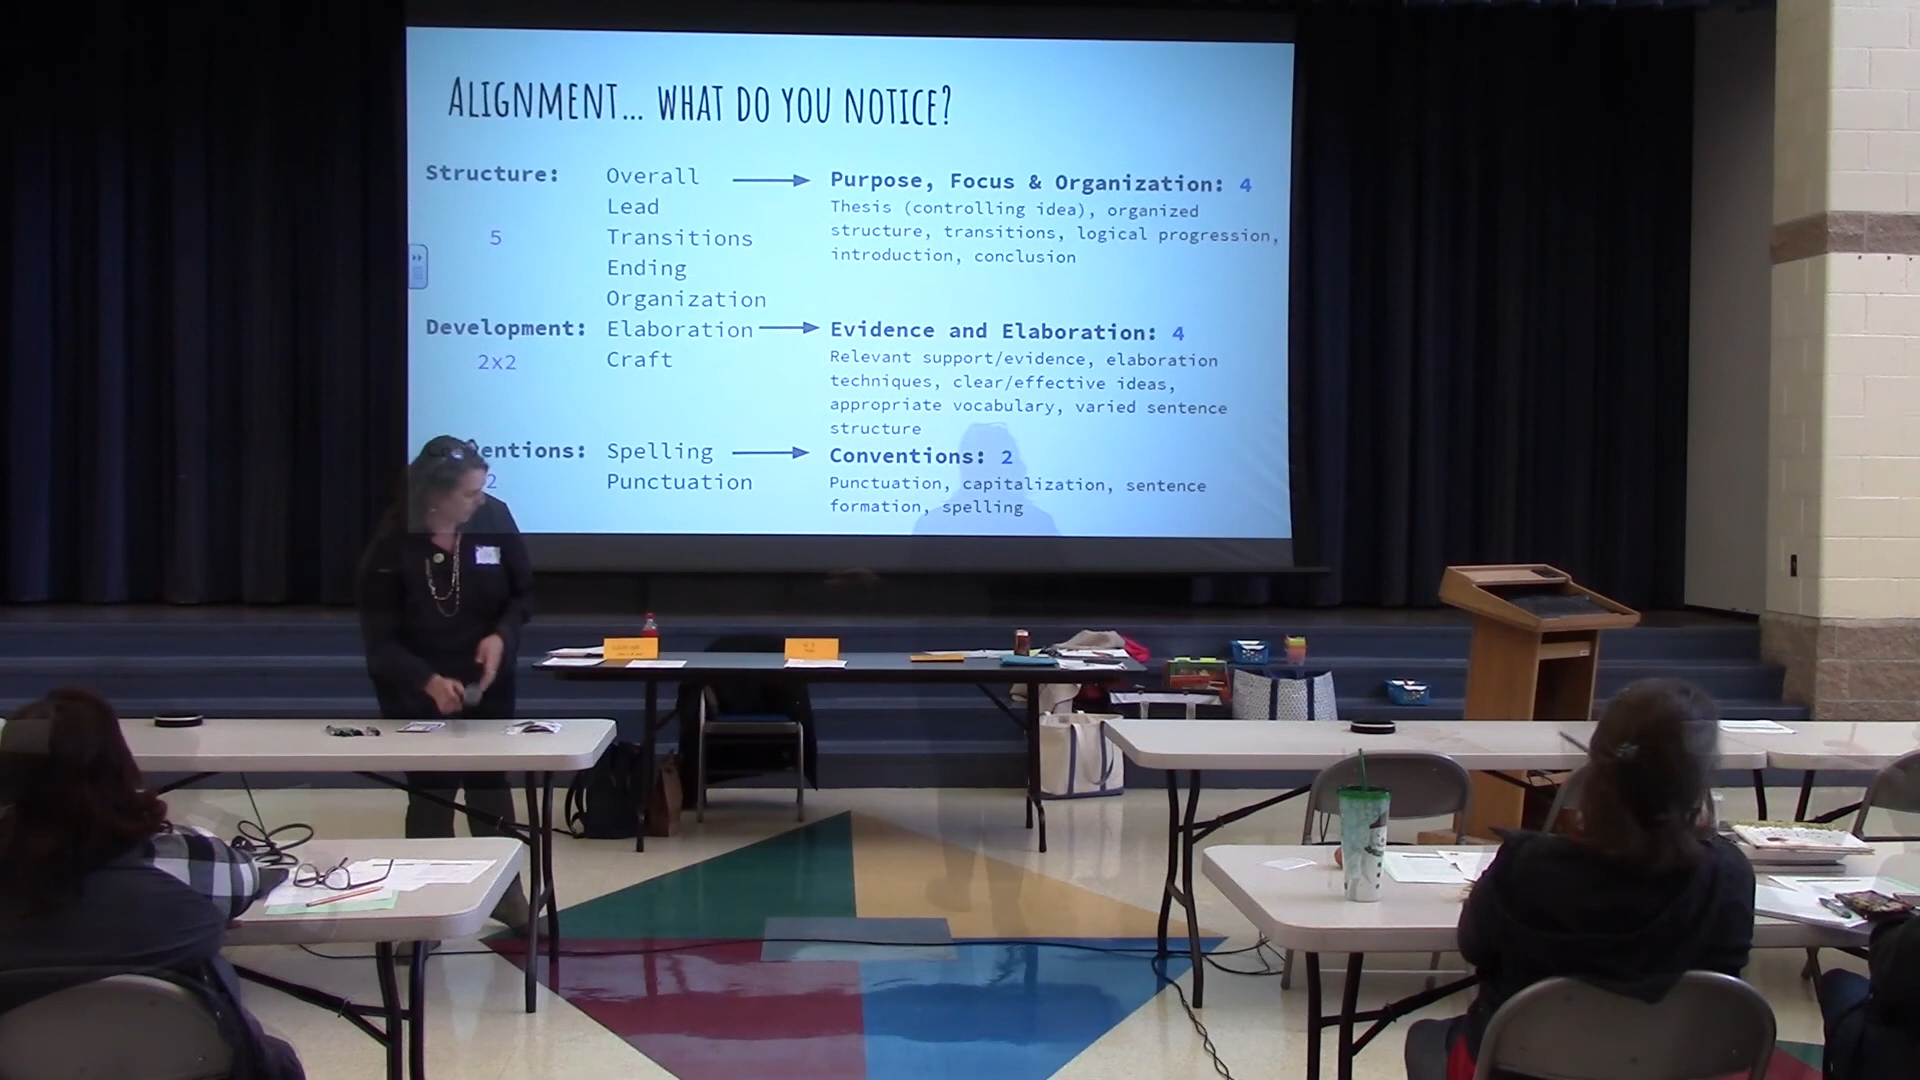 ALIGNMENT... WHAT DO YOU NOTICE?
Structure: Overall
Lead
5 Transitions
Ending
Organization
Purpose, Focus & Organization: 4
Thesis (controlling idea), organized
structure, transitions, logical progression,
introduction, conclusion
Development: Elaboration
2x2 Craft
Evidence and Elaboration: 4
Relevant support/evidence, elaboration
techniques, clear/effective ideas,
appropriate vocabulary, varied sentence
structure
entions: Spelling
2 Punctuation
Conventions: 2
Punctuation, capitalization, sentence
formation, spelling